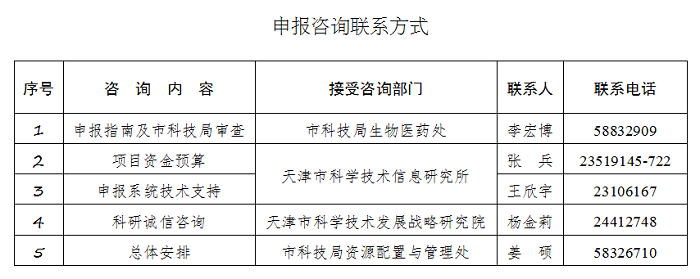 申报咨询联系方式
序号 咨询内容 接受咨询部门 联系人 联系电话
1 申报指南及市科技局审查 市科技局生物医药处 李宏博 58832909
2 项目资金预算 天津市科学技术信息研究所 张兵 23519145-722
3 申报系统技术支持 王欣宇 23106167
4 科研诚信咨询 天津市科学技术发展战略研究院 杨金莉 24412748
5 总体安排 市科技局资源配置与管理处 姜硕 58326710